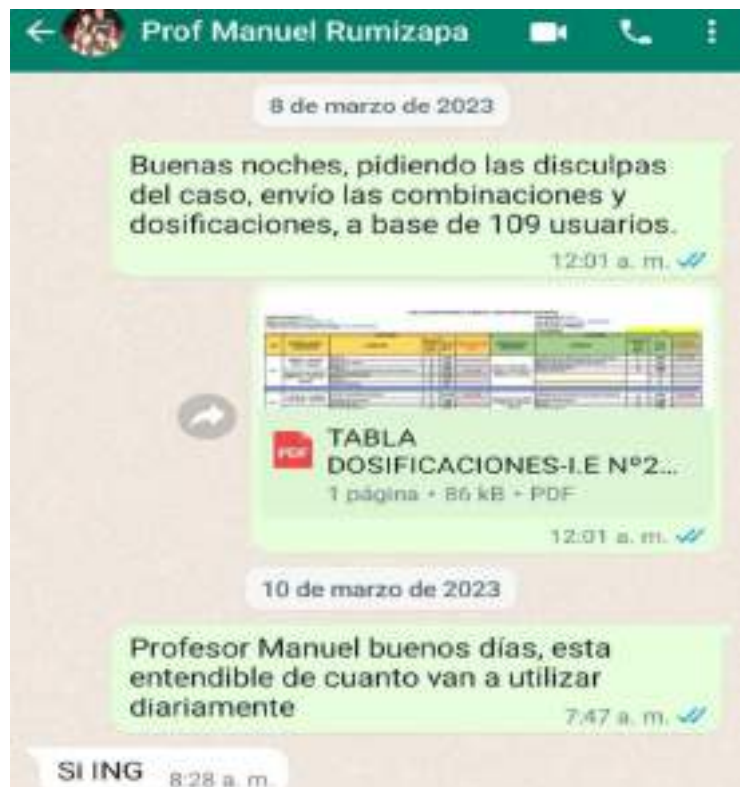 Prof Manuel Rumizapa
8 de marzo de 2023
Buenas noches, pidiendo las disculpas
del caso, envío las combinaciones y
dosificaciones, a base de 109 usuarios.
12:01 a. m.
PDF
TABLA
DOSIFICACIONES-I.E Nº2...
1 página • 86 kB • PDF
12:01 a. m.
10 de marzo de 2023
Profesor Manuel buenos días, esta
entendible de cuanto van a utilizar
diariamente
7:47 a. m.
SI ING 8:28 a. m.